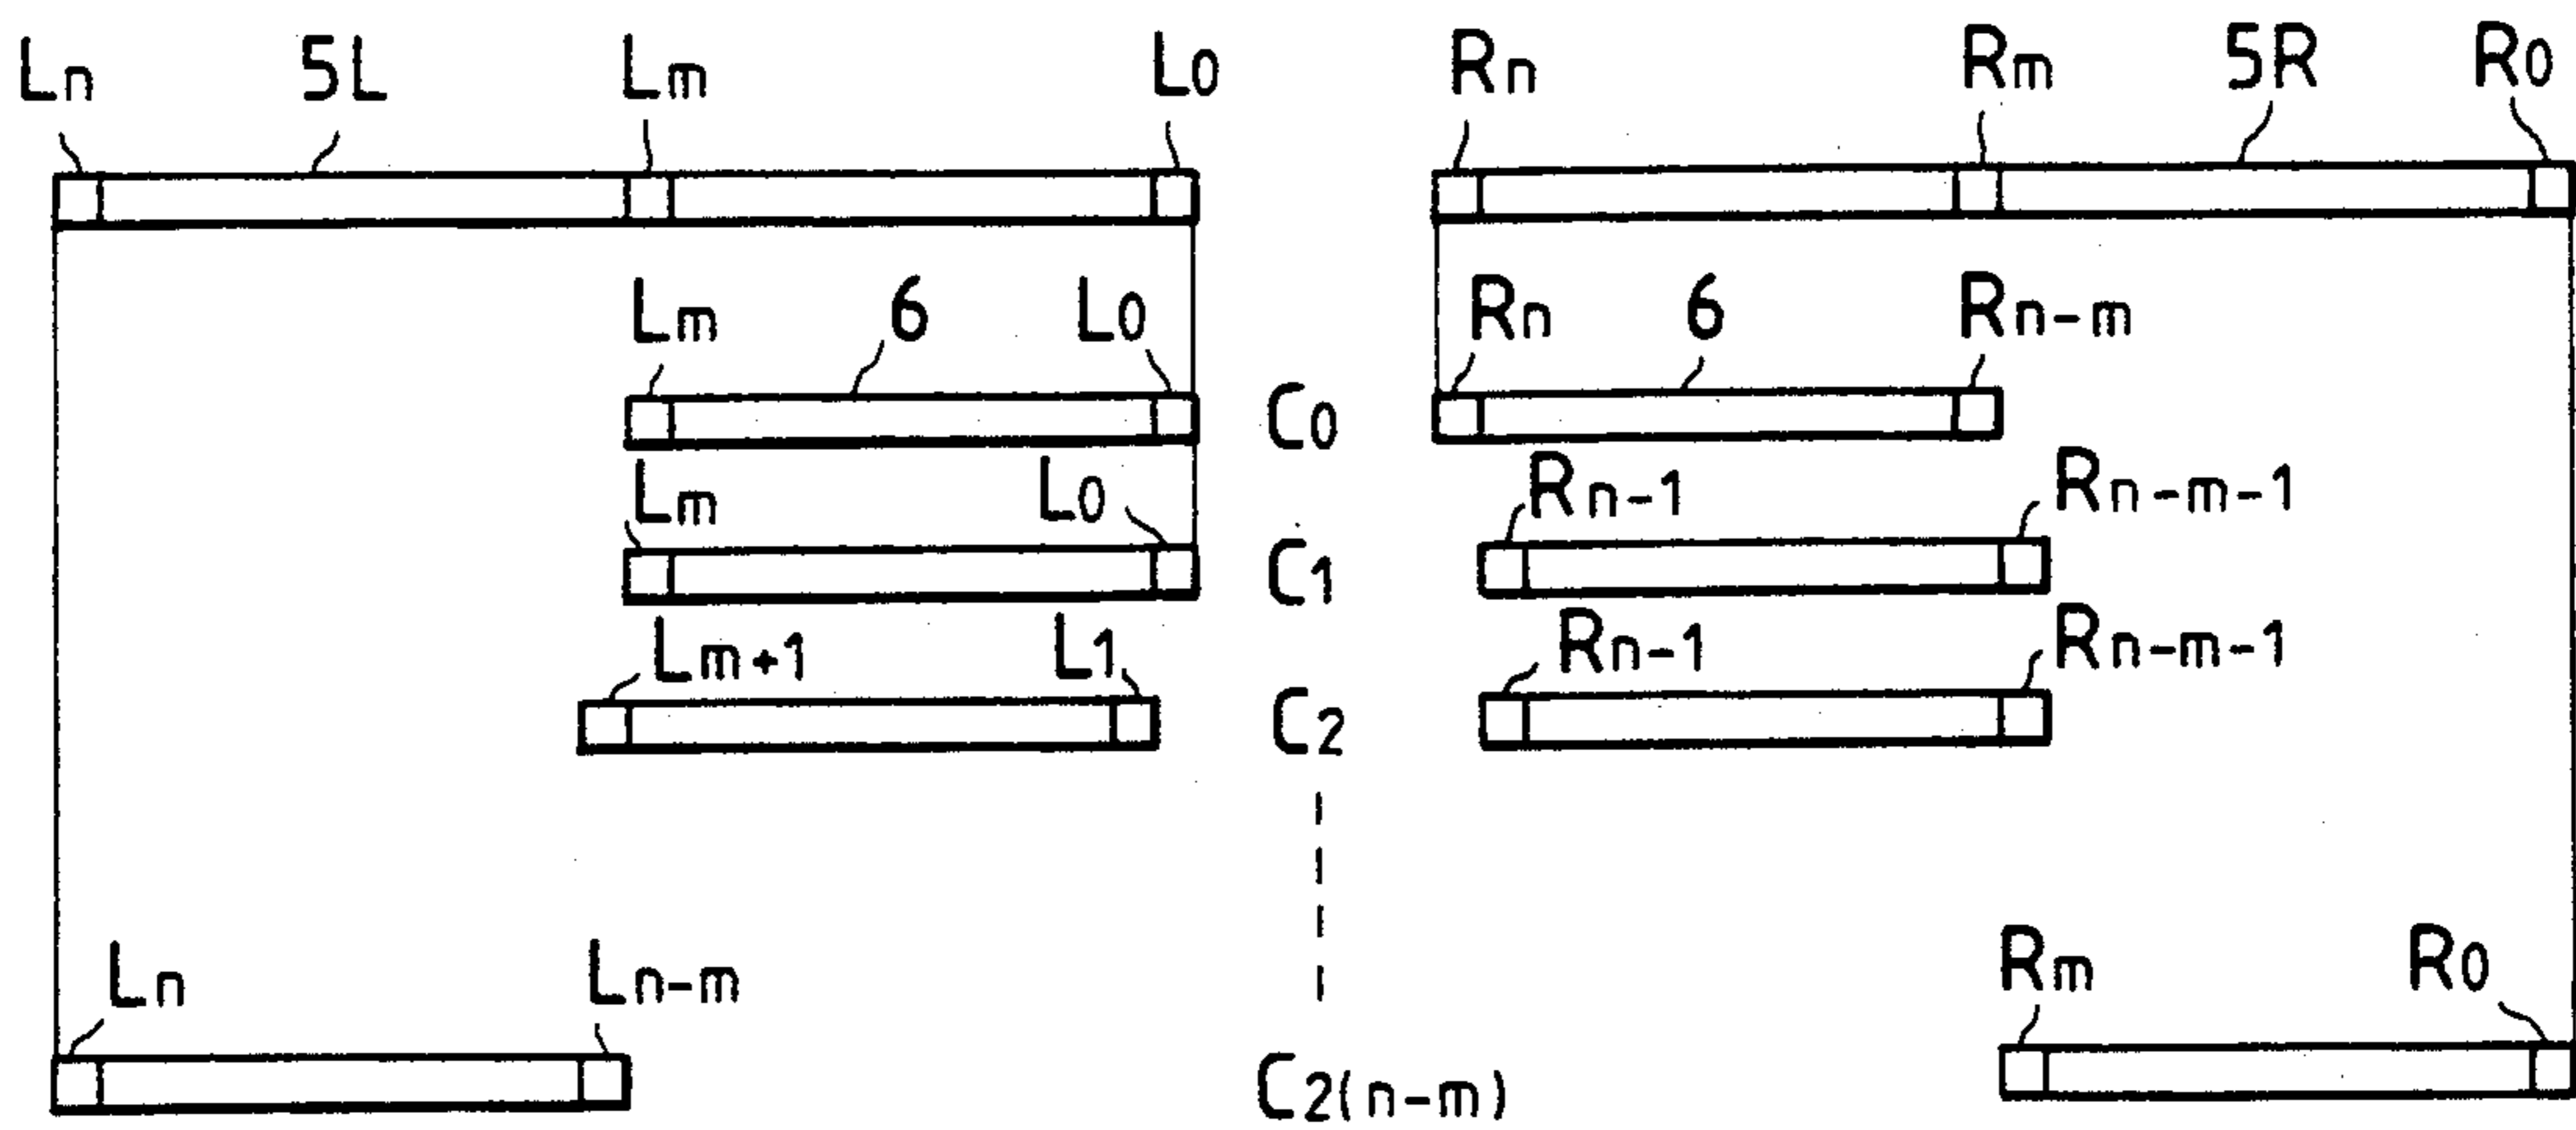 Ln 5L Lm L0 Rn Rm 5R R0
Lm 6 L0 Rn 6 Rn-m
C0
Lm L0 Rn-1 Rn-m-1
C1
Lm+1 L1 Rn-1 Rn-m-1
C2
Ln Ln-m Rm R0
C2(n-m)